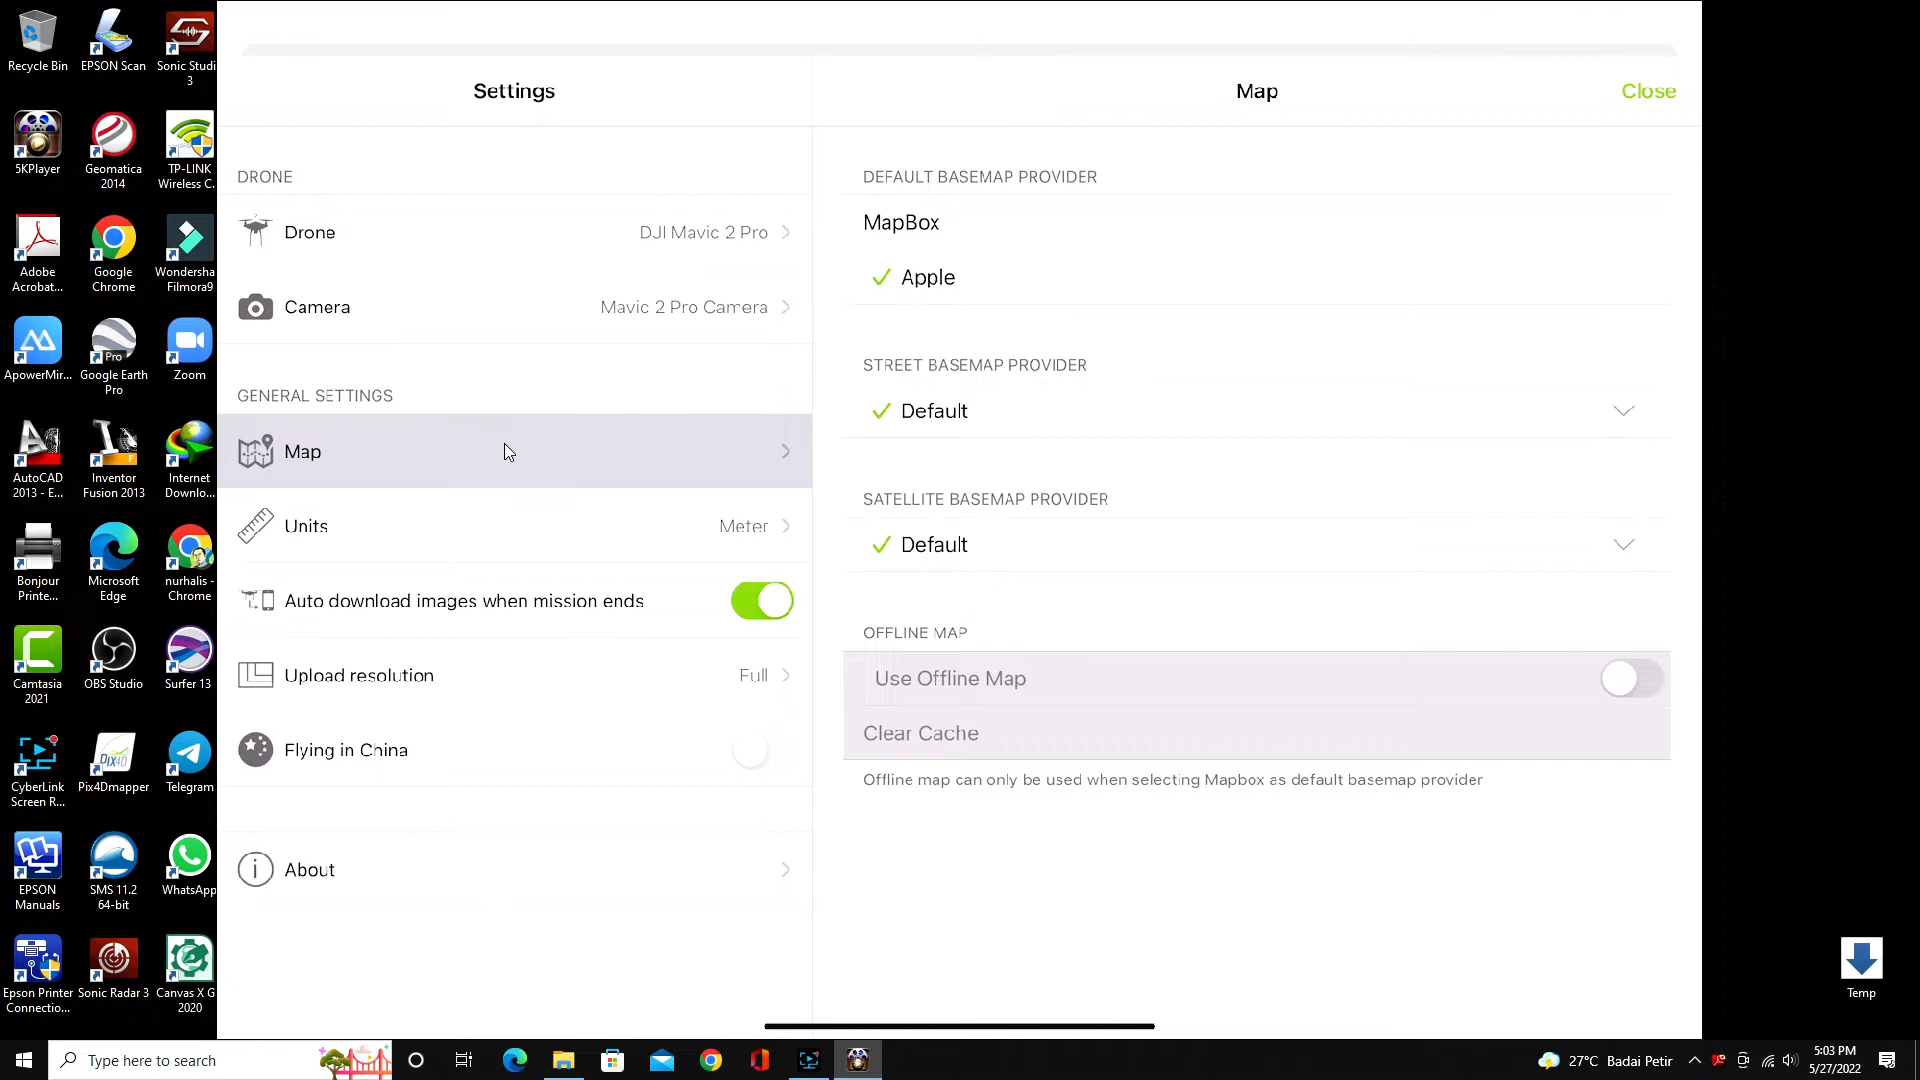 Recycle Bin
EPSON Scan
Sonic Studi
3
5KPlayer
Geomatica
2014
TP-LINK
Wireless C.
Adobe
Acrobat...
Google
Chrome
Wondersha
Filmora9
ApowerMir...
Pro
Google Earth
Pro
Zoom
AutoCAD
2013 - E...
Inventor
Fusion 2013
Internet
Downlo...
Bonjour
Printe...
Microsoft
Edge
nurhalis -
Chrome
Camtasia
2021
OBS Studio
Surfer 13
CyberLink
Screen R...
Pix4Dmapper
Telegram
EPSON
Manuals
SMS 11.2
64-bit
WhatsApp
Epson Printer
Connectio...
Sonic Radar 3
Canvas X G
2020
Settings
DRONE
Drone
DJI Mavic 2 Pro
Camera
Mavic 2 Pro Camera
GENERAL SETTINGS
Map
Units
Meter
Auto download images when mission ends
Upload resolution
Full
Flying in China
About
Map
Close
DEFAULT BASEMAP PROVIDER
MapBox
Apple
STREET BASEMAP PROVIDER
Default
SATELLITE BASEMAP PROVIDER
Default
OFFLINE MAP
Use Offline Map
Clear Cache
Offline map can only be used when selecting Mapbox as default basemap provider
Temp
Type here to search
27°C Badai Petir
5:03 PM
5/27/2022